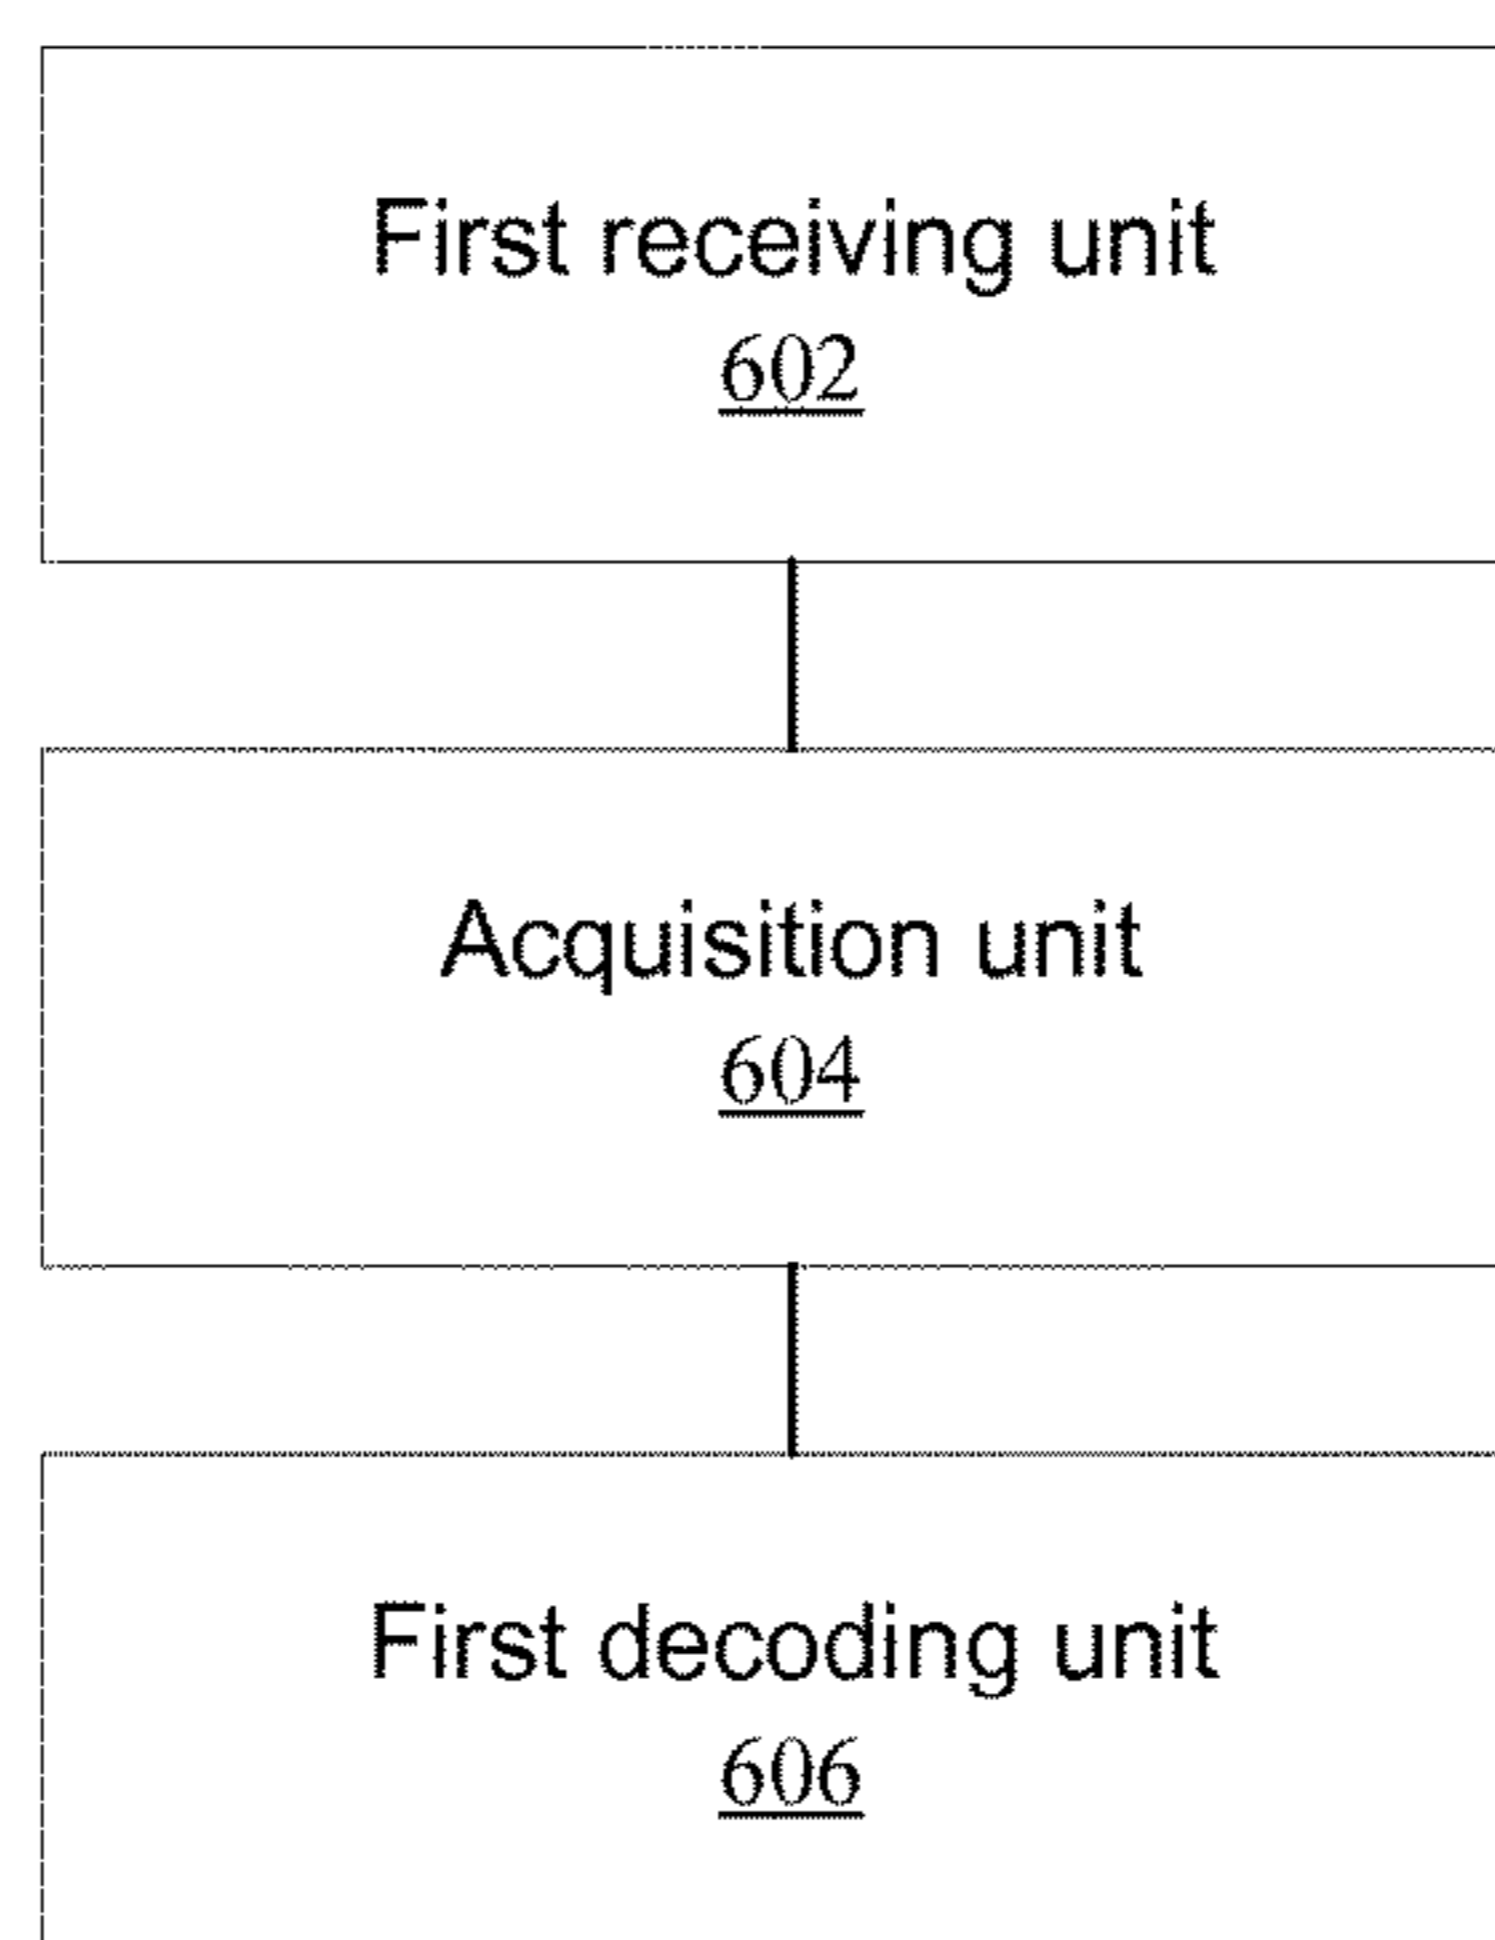 First receiving unit
602
Acquisition unit
604
First decoding unit
606